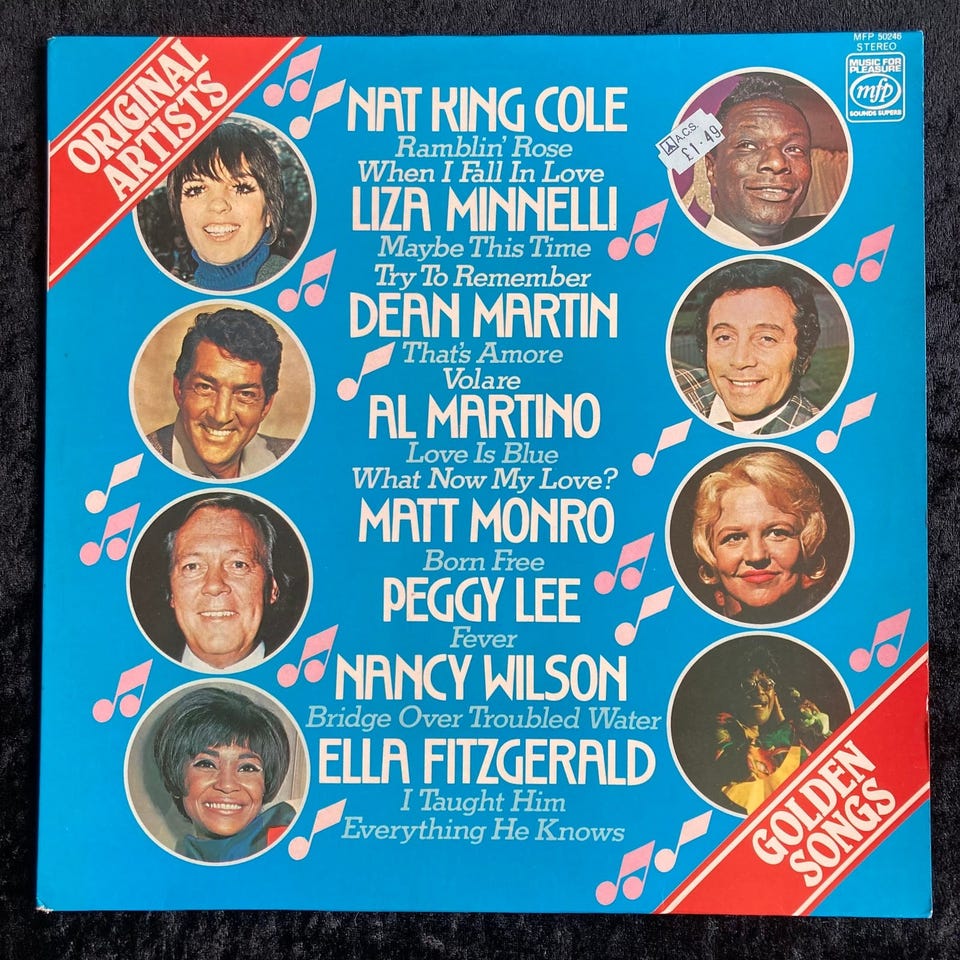 MFP 50246
STEREO
MUSIC FOR
PLEASURE
mfp
SOUNDS SUPERB
ORIGINAL
ARTISTS
A.C.S.
£1.49
NAT KING COLE
Ramblin' Rose
When I Fall In Love
LIZA MINNELLI
Maybe This Time
Try To Remember
DEAN MARTIN
That's Amore
Volare
AL MARTINO
Love Is Blue
What Now My Love?
MATT MONRO
Born Free
PEGGY LEE
Fever
NANCY WILSON
Bridge Over Troubled Water
ELLA FITZGERALD
I Taught Him
Everything He Knows
GOLDEN
SONGS